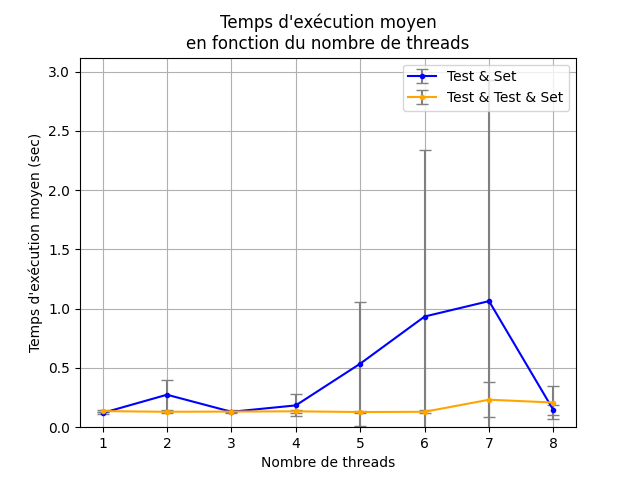 Temps d'exécution moyen
en fonction du nombre de threads
Test & Set
Test & Test & Set
Temps d'exécution moyen (sec)
3.0
2.5
2.0
1.5
1.0
0.5
0.0
1 2 3 4 5 6 7 8
Nombre de threads